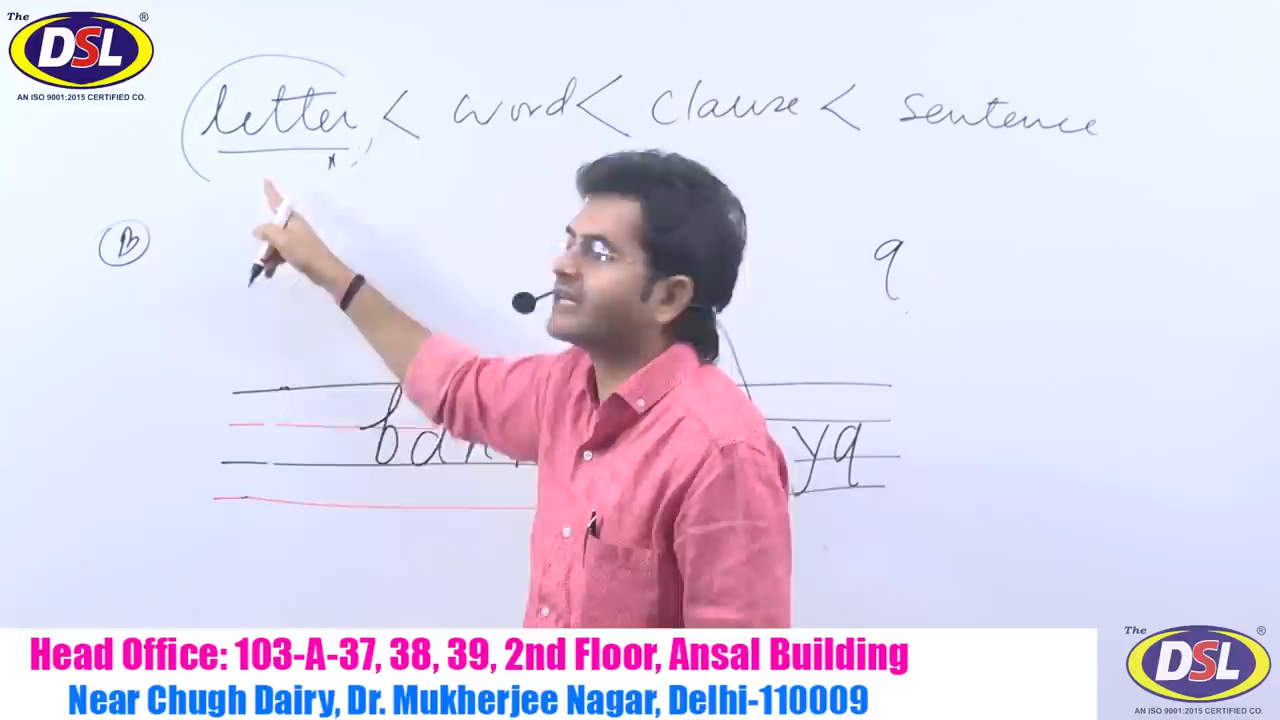 The DSL ®
AN ISO 9001:2015 CERTIFIED CO.
letter < word < clause < sentence
B
q
ban
yq
Head Office: 103-A-37, 38, 39, 2nd Floor, Ansal Building
Near Chugh Dairy, Dr. Mukherjee Nagar, Delhi-110009
The DSL ®
AN ISO 9001:2015 CERTIFIED CO.